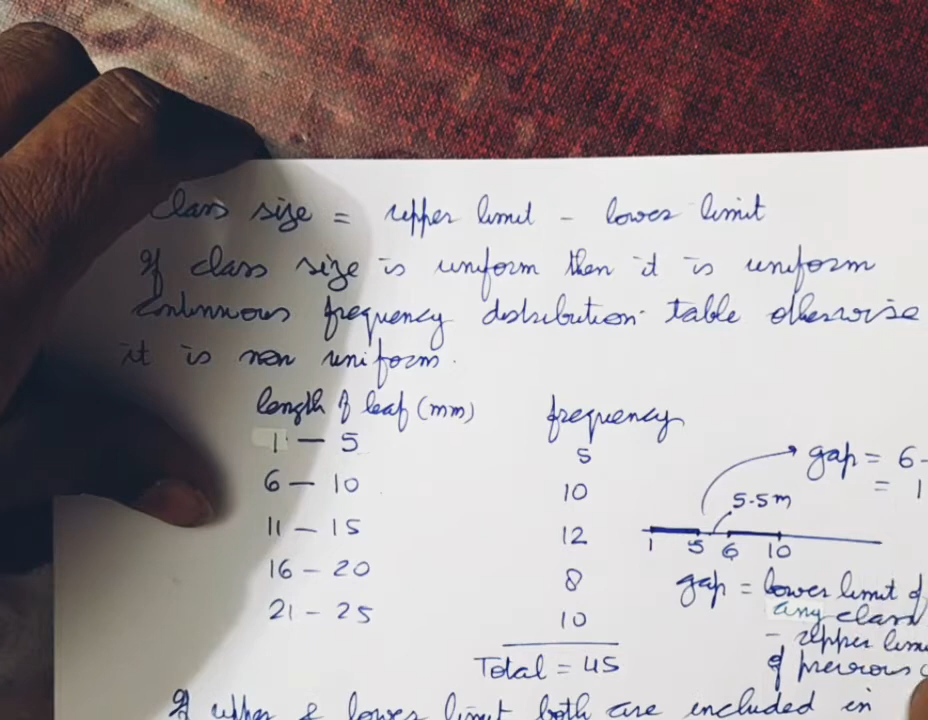 Class size = upper limit - lower limit
If class size is uniform then it is uniform
continuous frequency distribution table otherwise
it is non uniform.
length of leaf (mm) frequency
1 - 5 5
6 - 10 10
11 - 15 12
16 - 20 8
21 - 25 10
Total = 45
gap = 6-
= 1
5.5m
1 5 6 10
gap = lower limit of
any class
- upper
of previous
If upper & lower limit both are included in